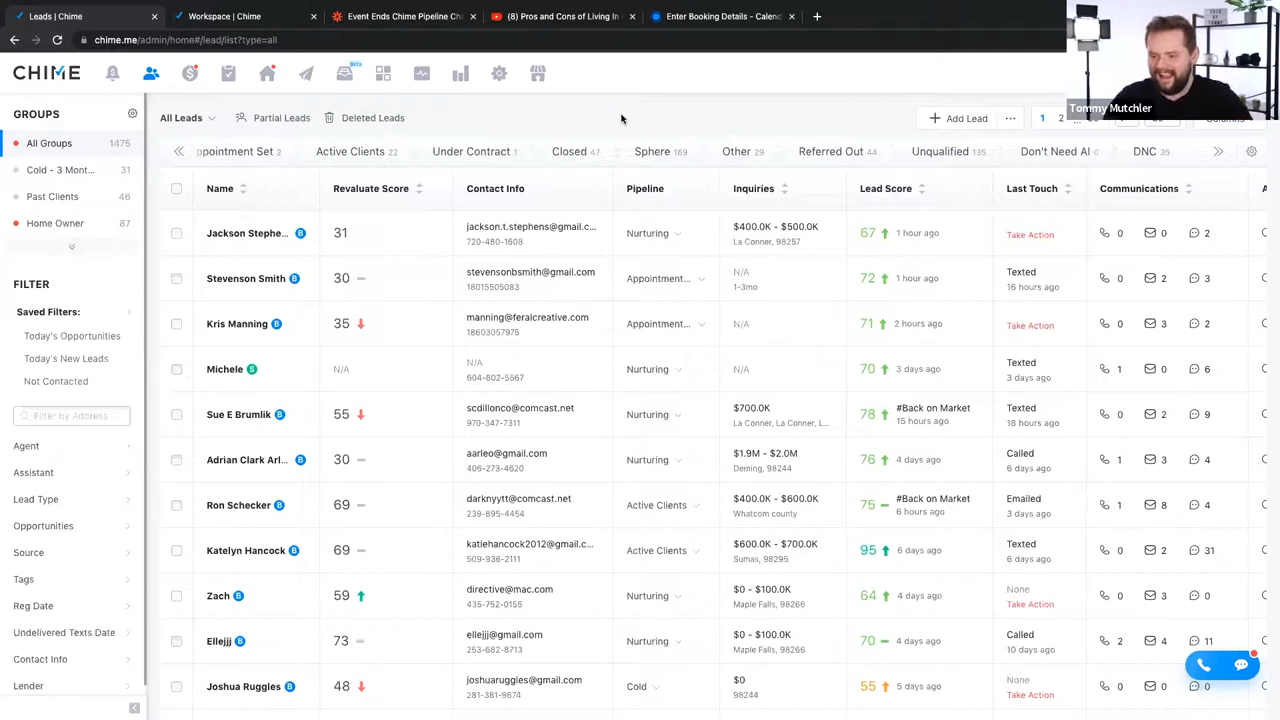 Leads | Chime
Workspace | Chime
Event Ends Chime Pipeline Ch
(8) Pros and Cons of Living In
Enter Booking Details - Calend
chime.me/admin/home#/lead/list?type=all
Tommy Mutchler
CHIME
Beta
GROUPS
All Groups 1475
Cold - 3 Mont... 31
Past Clients 46
Home Owner 87
FILTER
Saved Filters:
Today's Opportunities
Today's New Leads
Not Contacted
Filter by Address
Agent
Assistant
Lead Type
Opportunities
Source
Tags
Reg Date
Undelivered Texts Date
Contact Info
Lender
All Leads Partial Leads Deleted Leads Add Lead ... 1 2 ...
ppointment Set 2 Active Clients 22 Under Contract 1 Closed 47 Sphere 169 Other 29 Referred Out 44 Unqualified 135 Don't Need AI 0 DNC 35
Name Revaluate Score Contact Info Pipeline Inquiries Lead Score Last Touch Communications
Jackson Stephe... B 31 jackson.t.stephens@gmail.c... 720-480-1608 Nurturing $400.0K - $500.0K La Conner, 98257 67 1 hour ago Take Action 0 0 2
Stevenson Smith B 30 stevensonbsmith@gmail.com 18015505083 Appointment... N/A 1-3mo 72 1 hour ago Texted 16 hours ago 0 2 3
Kris Manning B 35 manning@feralcreative.com 18603057975 Appointment... N/A 71 2 hours ago Take Action 0 3 2
Michele S N/A N/A 604-802-5567 Nurturing N/A 70 3 days ago Texted 3 days ago 1 0 6
Sue E Brumlik B 55 scdillonco@comcast.net 970-347-7311 Nurturing $700.0K La Conner, La Conner, L... 78 #Back on Market 15 hours ago Texted 18 hours ago 0 2 9
Adrian Clark Arl... B 30 aarleo@gmail.com 406-273-4620 Nurturing $1.9M - $2.0M Deming, 98244 76 4 days ago Called 6 days ago 1 3 4
Ron Schecker B 69 darknyytt@comcast.net 239-895-4454 Active Clients $400.0K - $600.0K Whatcom county 75 #Back on Market 6 hours ago Emailed 3 days ago 1 8 4
Katelyn Hancock B 69 katiehancock2012@gmail.c... 509-936-2111 Active Clients $600.0K - $700.0K Sumas, 98295 95 6 days ago Texted 6 days ago 0 2 31
Zach B 59 directive@mac.com 435-752-0155 Nurturing $0 - $100.0K Maple Falls, 98266 64 4 days ago None Take Action 0 3 0
Ellejjj B 73 ellejjj@gmail.com 253-682-8713 Nurturing $0 - $100.0K Maple Falls, 98266 70 4 days ago Called 10 days ago 2 4 11
Joshua Ruggles B 48 joshuaruggles@gmail.com 281-381-9674 Cold $0 98244 55 5 days ago None Take Action 0 0 0